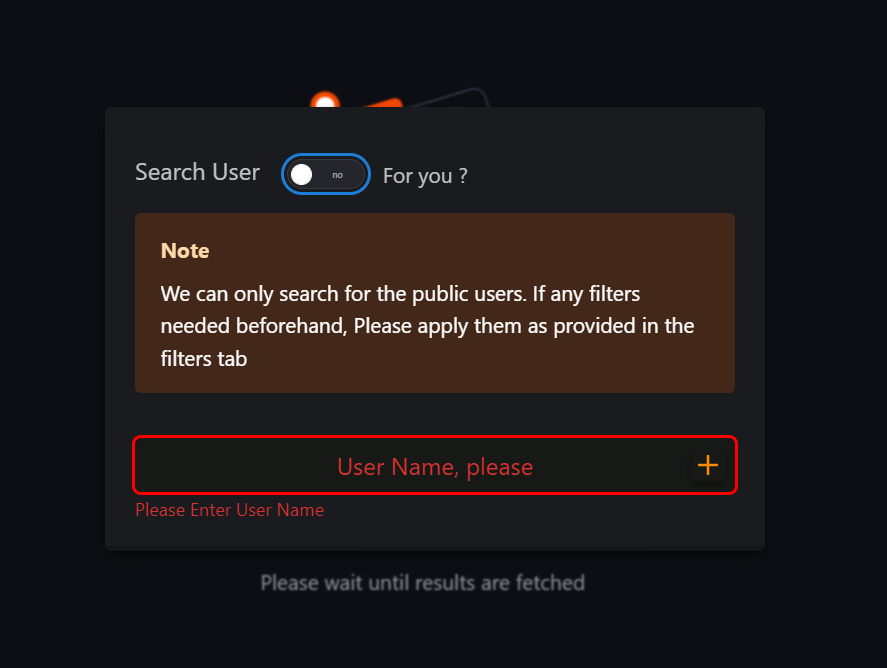 Search User no For you ?
Note
We can only search for the public users. If any filters
needed beforehand, Please apply them as provided in the
filters tab
User Name, please +
Please Enter User Name
Please wait until results are fetched